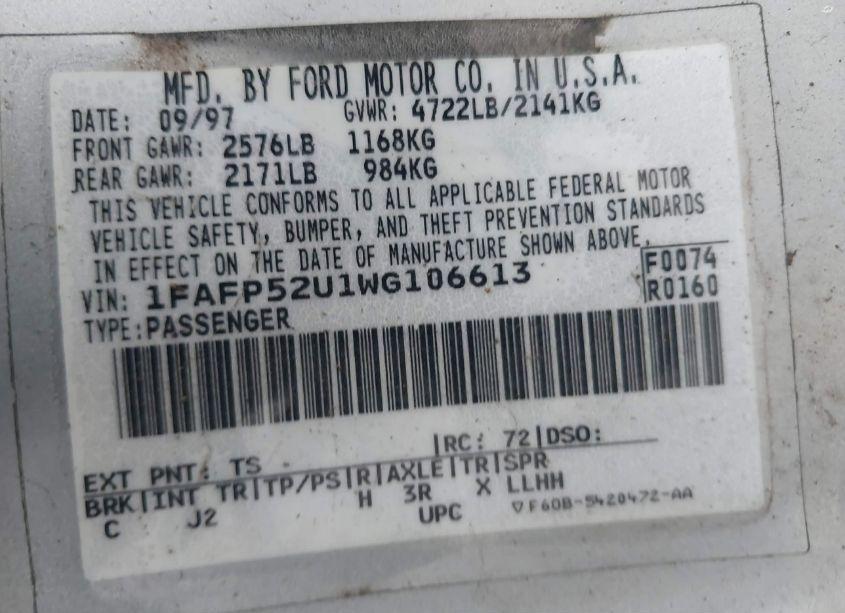 MFD. BY FORD MOTOR CO. IN U.S.A.
DATE: 09/97 GVWR: 4722LB/2141KG
FRONT GAWR: 2576LB 1168KG
REAR GAWR: 2171LB 984KG
THIS VEHICLE CONFORMS TO ALL APPLICABLE FEDERAL MOTOR
VEHICLE SAFETY, BUMPER, AND THEFT PREVENTION STANDARDS
IN EFFECT ON THE DATE OF MANUFACTURE SHOWN ABOVE.
VIN: 1FAFP52U1WG106613 F0074
TYPE:PASSENGER R0160
EXT PNT: TS |RC: 72|DSO:
BRK|INT TR|TP/PS|R|AXLE|TR|SPR
C J2 H 3R X LLHH
UPC ▽F60B-5420472-AA